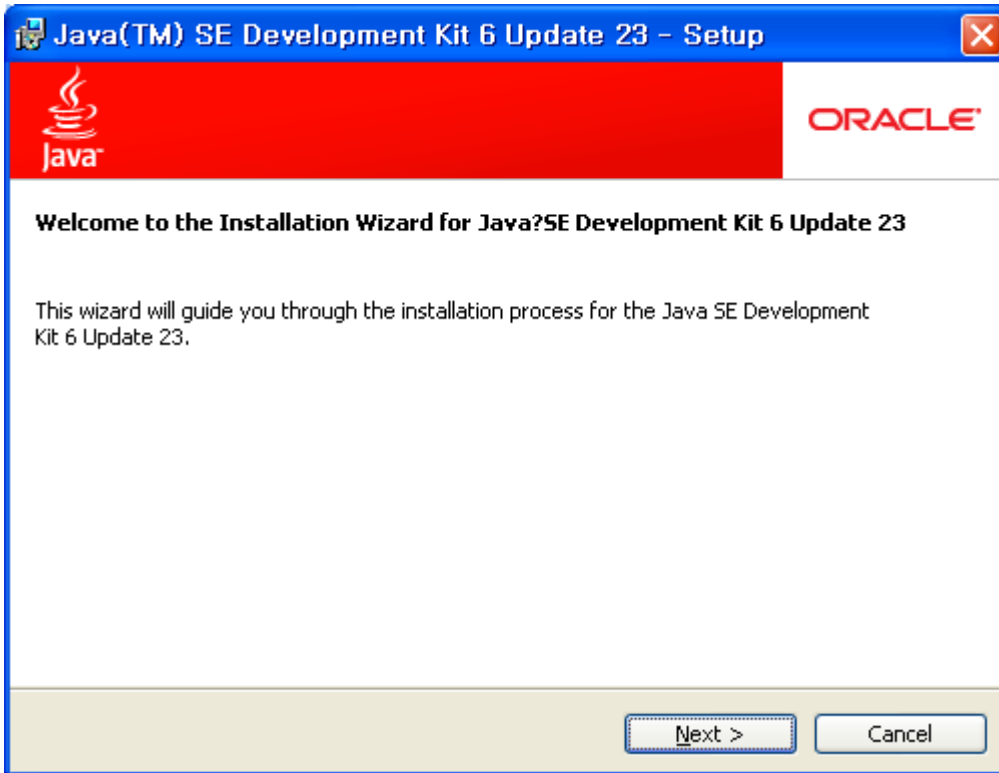 Java(TM) SE Development Kit 6 Update 23 - Setup
Java™
ORACLE®
Welcome to the Installation Wizard for Java?SE Development Kit 6 Update 23
This wizard will guide you through the installation process for the Java SE Development
Kit 6 Update 23.
Next >
Cancel